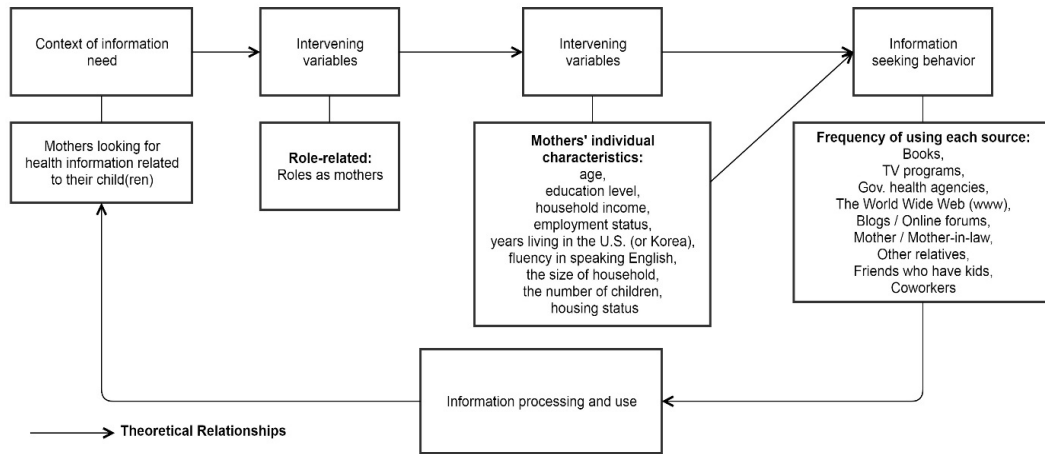 Context of information
need
Intervening
variables
Intervening
variables
Information
seeking behavior
Mothers looking for
health information related
to their child(ren)
Role-related:
Roles as mothers
Mothers' individual
characteristics:
age,
education level,
household income,
employment status,
years living in the U.S. (or Korea),
fluency in speaking English,
the size of household,
the number of children,
housing status
Frequency of using each source:
Books,
TV programs,
Gov. health agencies,
The World Wide Web (www),
Blogs / Online forums,
Mother / Mother-in-law,
Other relatives,
Friends who have kids,
Coworkers
Information processing and use
Theoretical Relationships